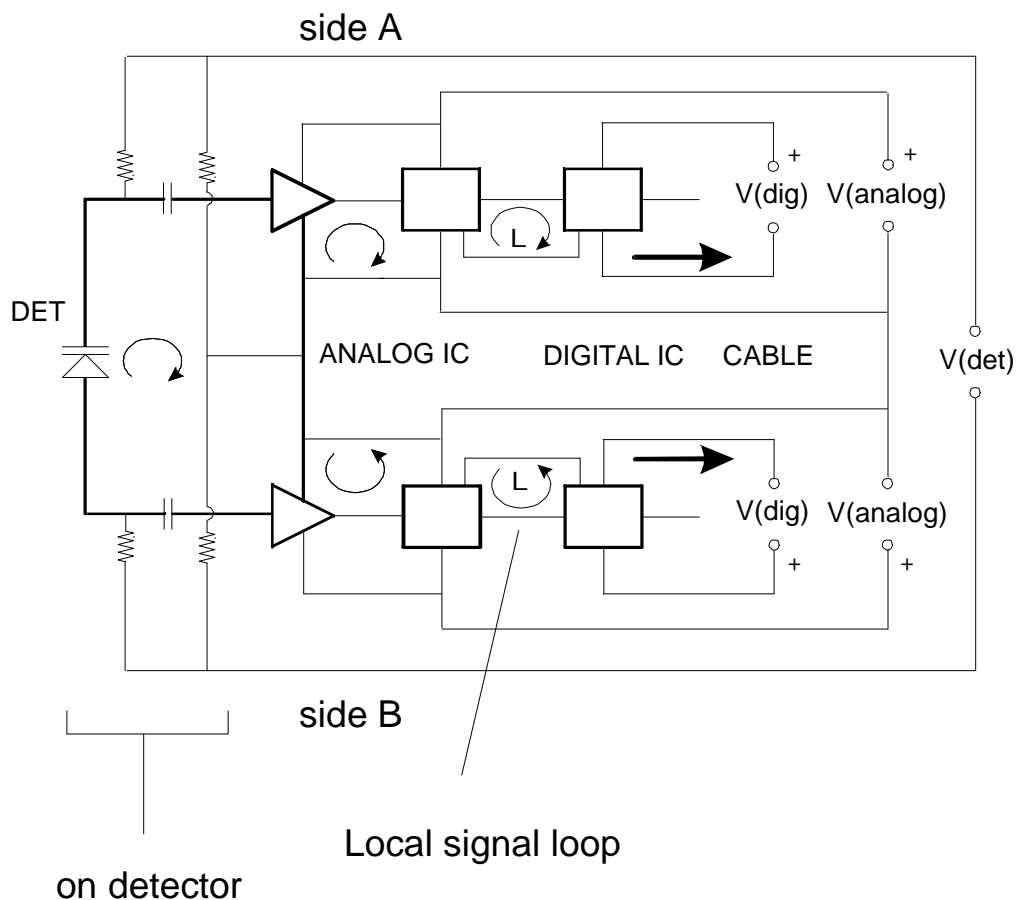 side A
+
+
V(dig)
V(analog)
L
DET
ANALOG IC
DIGITAL IC
CABLE
V(det)
L
V(dig)
V(analog)
+
+
side B
Local signal loop
on detector